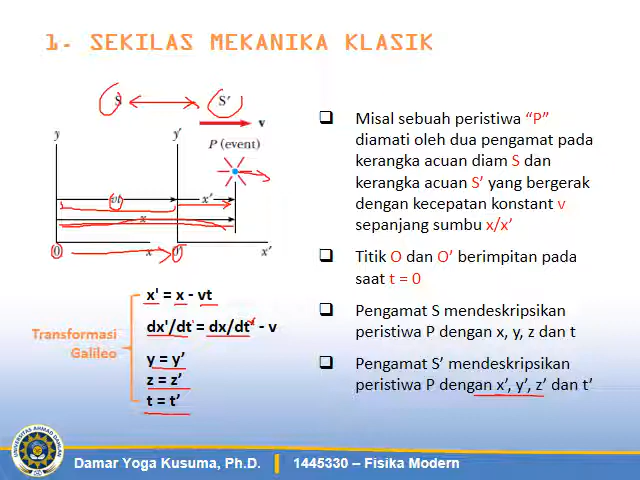 1. SEKILAS MEKANIKA KLASIK
S S'
v
y y' P (event)
vt x'
x
O x O' x'
Transformasi
Galileo
x' = x - vt
dx'/dt' = dx/dt - v
y = y'
z = z'
t = t'
Misal sebuah peristiwa “P”
diamati oleh dua pengamat pada
kerangka acuan diam S dan
kerangka acuan S’ yang bergerak
dengan kecepatan konstant v
sepanjang sumbu x/x’
Titik O dan O’ berimpitan pada
saat t = 0
Pengamat S mendeskripsikan
peristiwa P dengan x, y, z dan t
Pengamat S’ mendeskripsikan
peristiwa P dengan x’, y’, z’ dan t’
UNIVERSITAS AHMAD DAHLAN
Damar Yoga Kusuma, Ph.D. | 1445330 – Fisika Modern